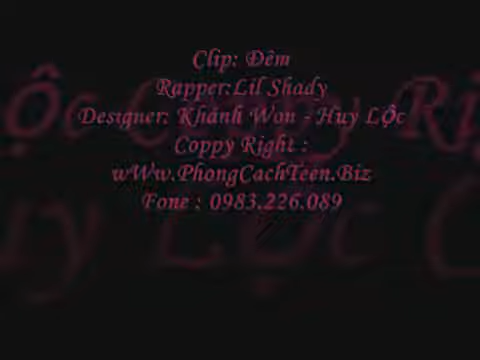 Clip: Đêm
Rapper:Lil Shady
Designer: Khánh Won - Huy Lộc
Coppy Right :
wWw.PhongCachTeen.Biz
Fone : 0983.226.089